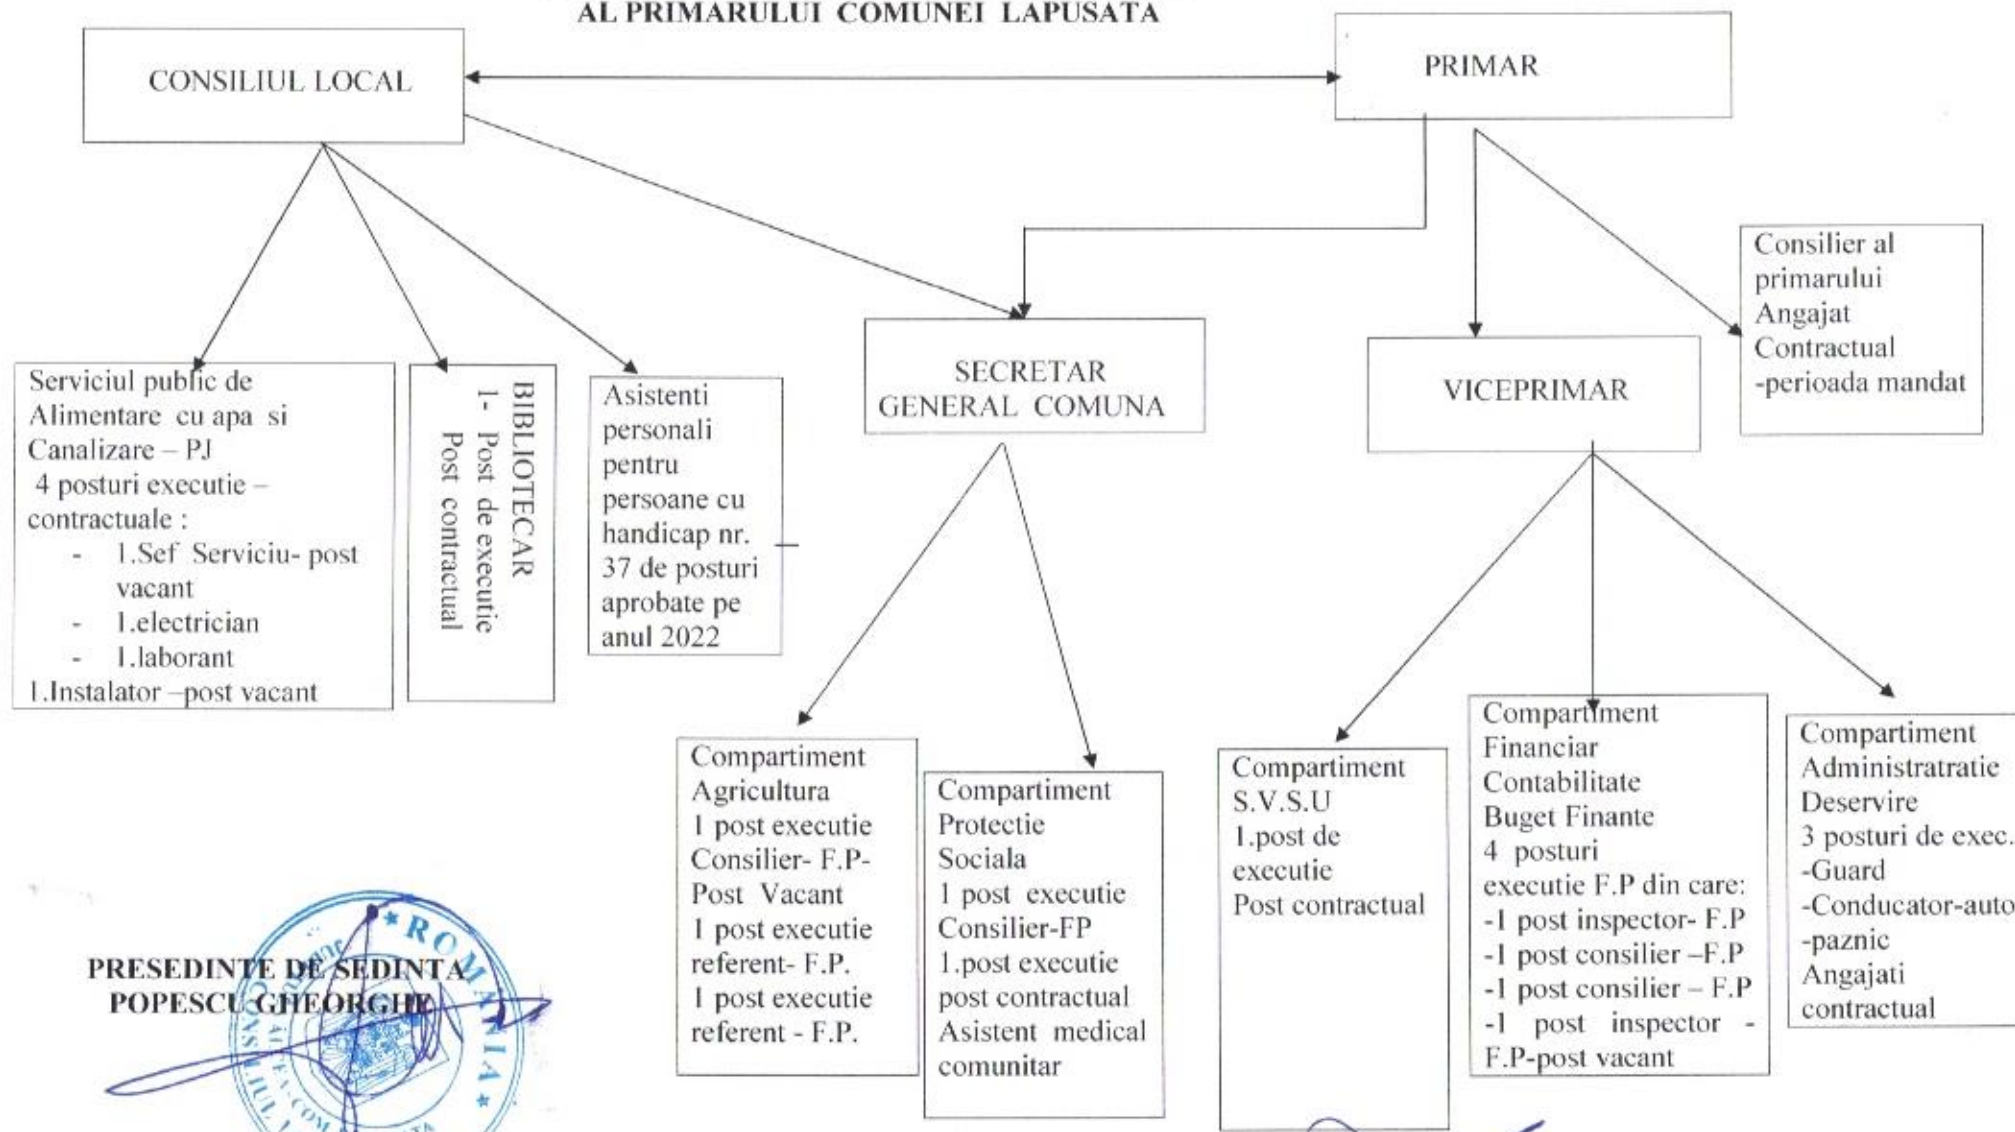 AL PRIMARULUI COMUNEI LAPUSATA
CONSILIUL LOCAL
PRIMAR
Consilier al
primarului
Angajat
Contractual
-perioada mandat
SECRETAR
GENERAL COMUNA
VICEPRIMAR
Serviciul public de
Alimentare cu apa si
Canalizare – PJ
4 posturi executie –
contractuale :
- 1.Sef Serviciu- post
vacant
- 1.electrician
- 1.laborant
1.Instalator –post vacant
BIBLIOTECAR
1- Post de executie
Post contractual
Asistenti
personali
pentru
persoane cu
handicap nr.
37 de posturi
aprobate pe
anul 2022
Compartiment
Agricultura
1 post executie
Consilier- F.P-
Post Vacant
1 post executie
referent- F.P.
1 post executie
referent - F.P.
Compartiment
Protectie
Sociala
1 post executie
Consilier-FP
1.post executie
post contractual
Asistent medical
comunitar
Compartiment
S.V.S.U
1.post de
executie
Post contractual
Compartiment
Financiar
Contabilitate
Buget Finante
4 posturi
executie F.P din care:
-1 post inspector- F.P
-1 post consilier –F.P
-1 post consilier – F.P
-1 post inspector -
F.P-post vacant
Compartiment
Administratratie
Deservire
3 posturi de exec.
-Guard
-Conducator-auto
-paznic
Angajati
contractual
PRESEDINTE DE SEDINTA
POPESCU GHEORGHE
ROMANIA